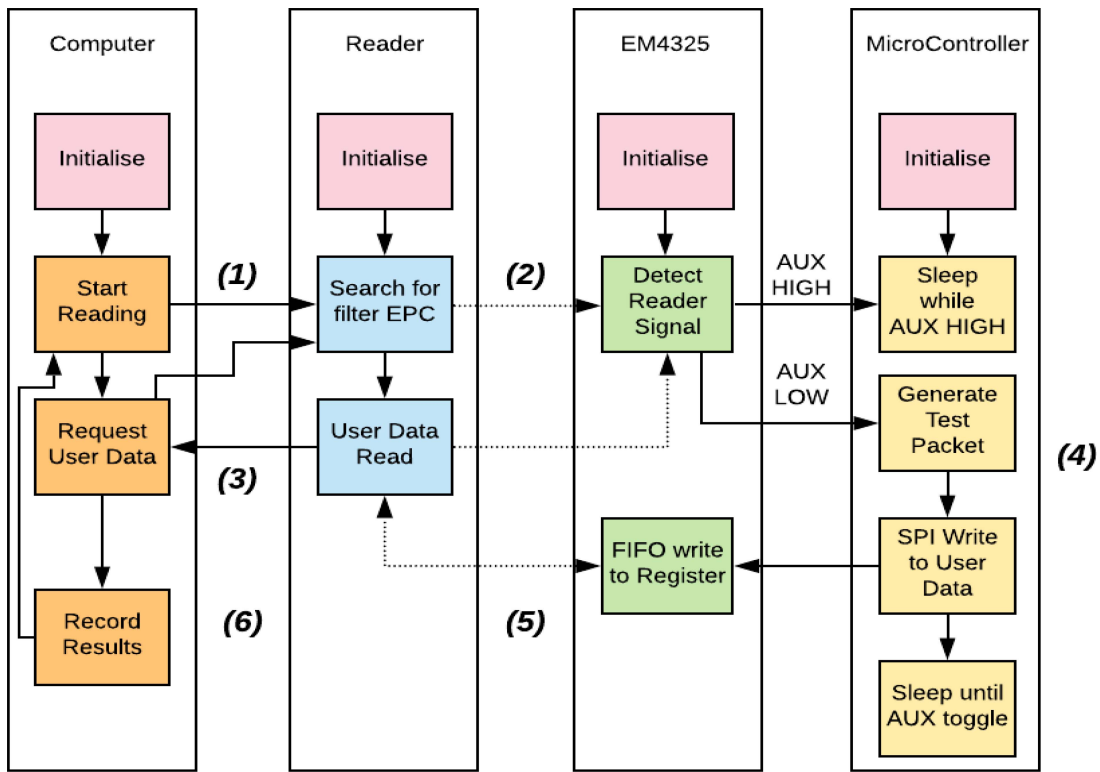 Computer
Reader
EM4325
MicroController
Initialise
Initialise
Initialise
Initialise
Start
Reading
(1)
Search for
filter EPC
(2)
Detect
Reader
Signal
AUX
HIGH
Sleep
while
AUX HIGH
AUX
LOW
Request
User Data
(3)
User Data
Read
Generate
Test
Packet
(4)
FIFO write
to Register
SPI Write
to User
Data
Record
Results
(6)
(5)
Sleep until
AUX toggle